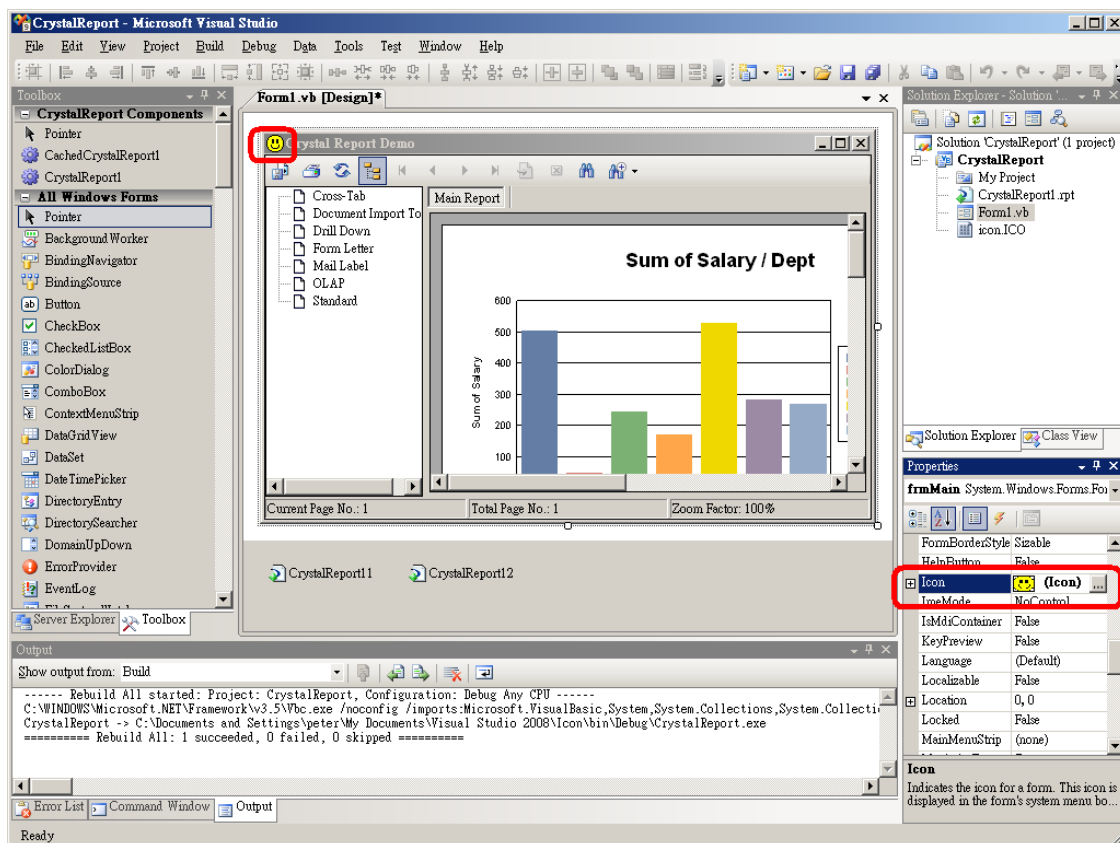 CrystalReport - Microsoft Visual Studio
File Edit View Project Build Debug Data Tools Test Window Help
Toolbox
CrystalReport Components
Pointer
CachedCrystalReport1
CrystalReport1
All Windows Forms
Pointer
BackgroundWorker
BindingNavigator
BindingSource
Button
CheckBox
CheckedListBox
ColorDialog
ComboBox
ContextMenuStrip
DataGridView
DataSet
DateTimePicker
DirectoryEntry
DirectorySearcher
DomainUpDown
ErrorProvider
EventLog
Server Explorer Toolbox
Form1.vb [Design]*
Crystal Report Demo
Cross-Tab
Document Import To
Drill Down
Form Letter
Mail Label
OLAP
Standard
Main Report
Sum of Salary / Dept
Sum of Salary
600
500
400
300
200
100
Current Page No.: 1 Total Page No.: 1 Zoom Factor: 100%
CrystalReport11 CrystalReport12
Solution Explorer - Solution '...
Solution 'CrystalReport' (1 project)
CrystalReport
My Project
CrystalReport1.rpt
Form1.vb
icon.ICO
Solution Explorer Class View
Properties
frmMain System.Windows.Forms.For
FormBorderStyle Sizable
HelpButton False
Icon (Icon) ...
ImeMode NoControl
IsMdiContainer False
KeyPreview False
Language (Default)
Localizable False
Location 0, 0
Locked False
MainMenuStrip (none)
Icon
Indicates the icon for a form. This icon is
displayed in the form's system menu bo...
Output
Show output from: Build
------ Rebuild All started: Project: CrystalReport, Configuration: Debug Any CPU ------
C:\WINDOWS\Microsoft.NET\Framework\v3.5\Vbc.exe /noconfig /imports:Microsoft.VisualBasic,System,System.Collections,System.Collecti
CrystalReport -> C:\Documents and Settings\peter\My Documents\Visual Studio 2008\Icon\bin\Debug\CrystalReport.exe
========== Rebuild All: 1 succeeded, 0 failed, 0 skipped ==========
Error List Command Window Output
Ready